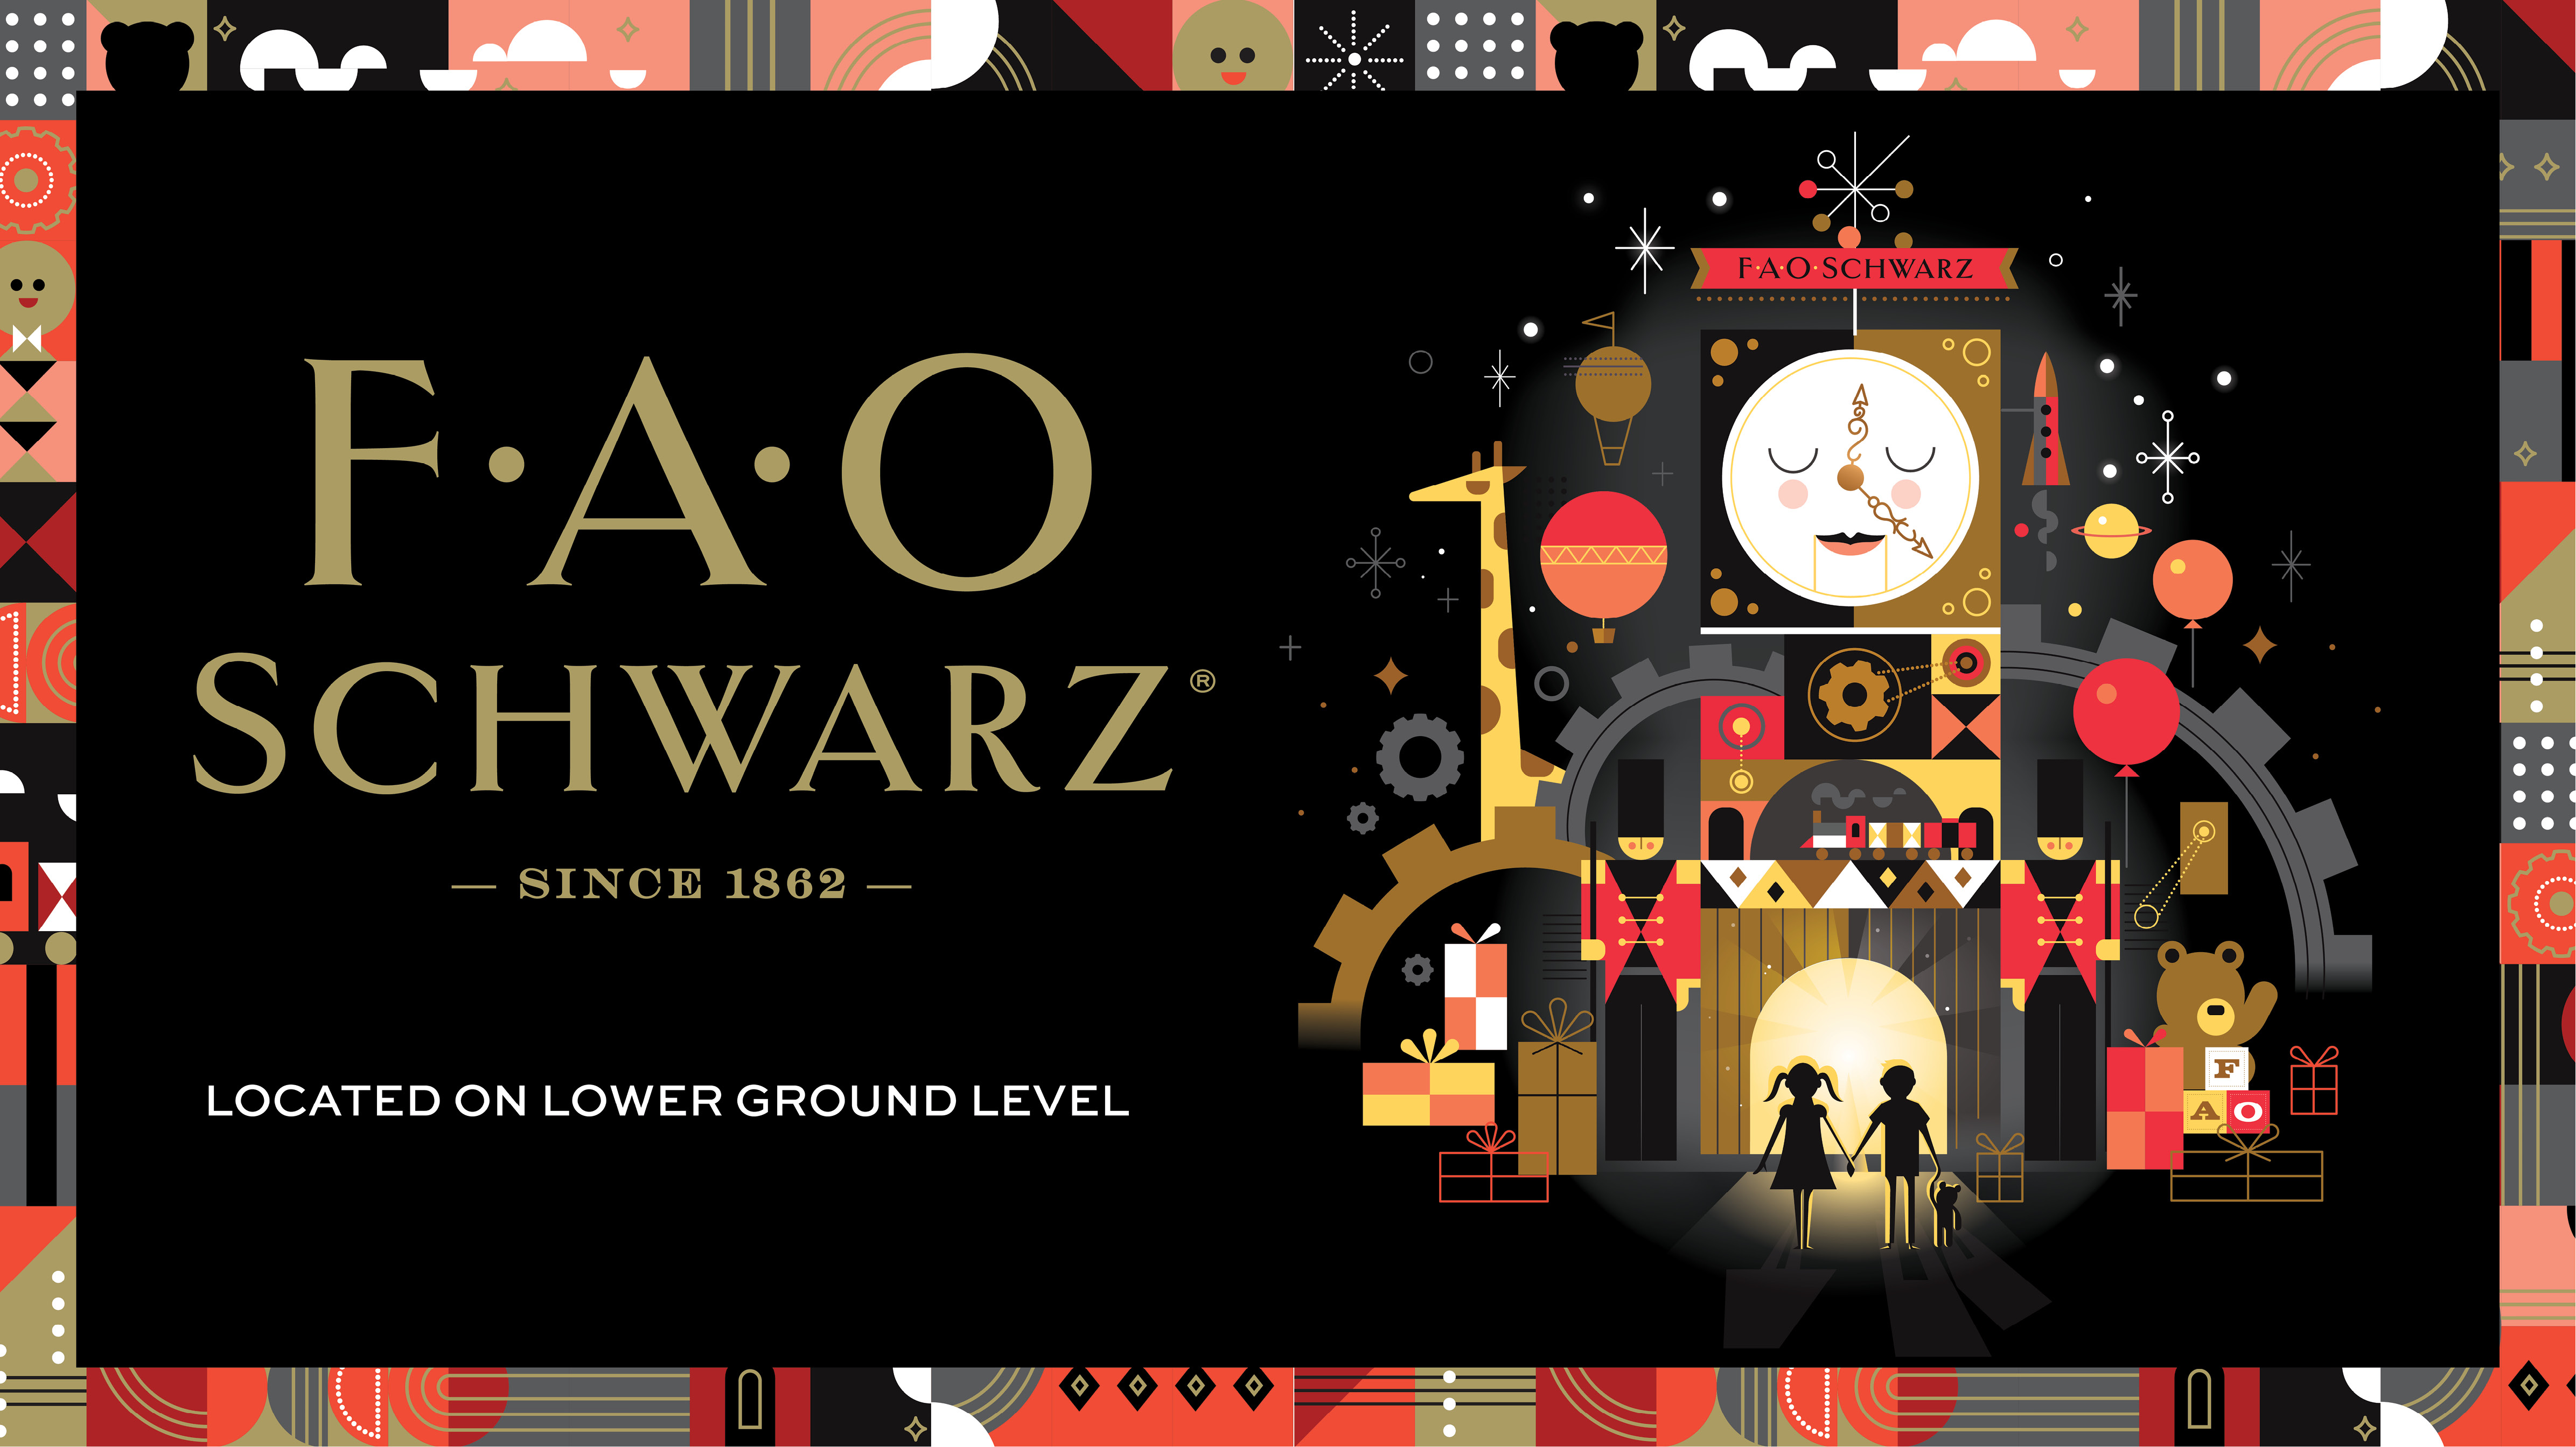 F·A·O
SCHWARZ®
— SINCE 1862 —
LOCATED ON LOWER GROUND LEVEL
F·A·O·SCHWARZ
F
A O